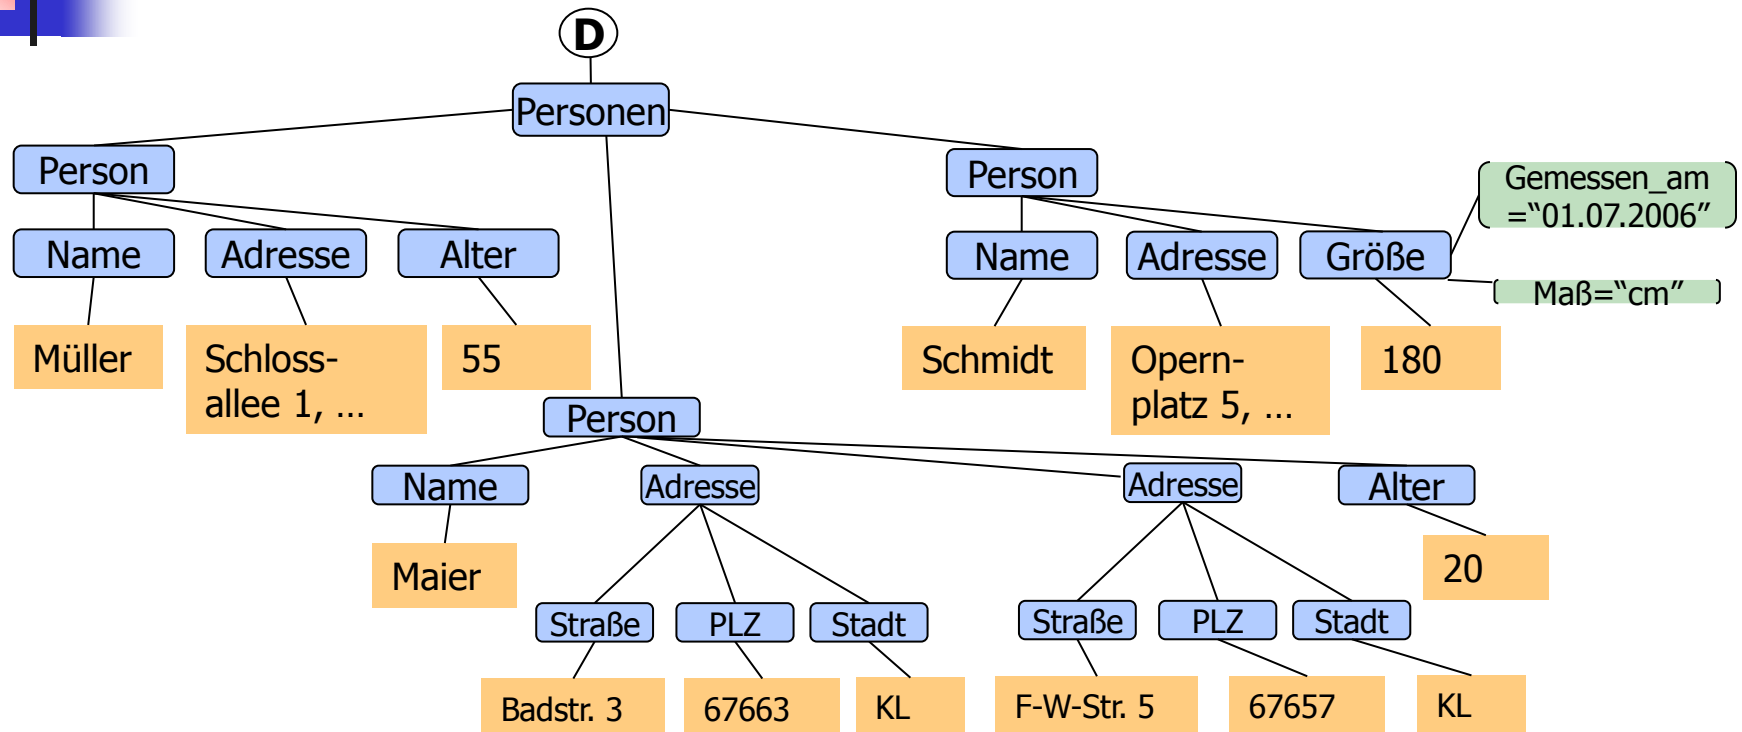 D
Personen
Person
Person
Gemessen_am
=“01.07.2006”
Name
Adresse
Alter
Name
Adresse
Größe
Maß=“cm”
Müller
Schloss-
allee 1, …
55
Schmidt
Opern-
platz 5, …
180
Person
Name
Adresse
Adresse
Alter
Maier
20
Straße
PLZ
Stadt
Straße
PLZ
Stadt
Badstr. 3
67663
KL
F-W-Str. 5
67657
KL